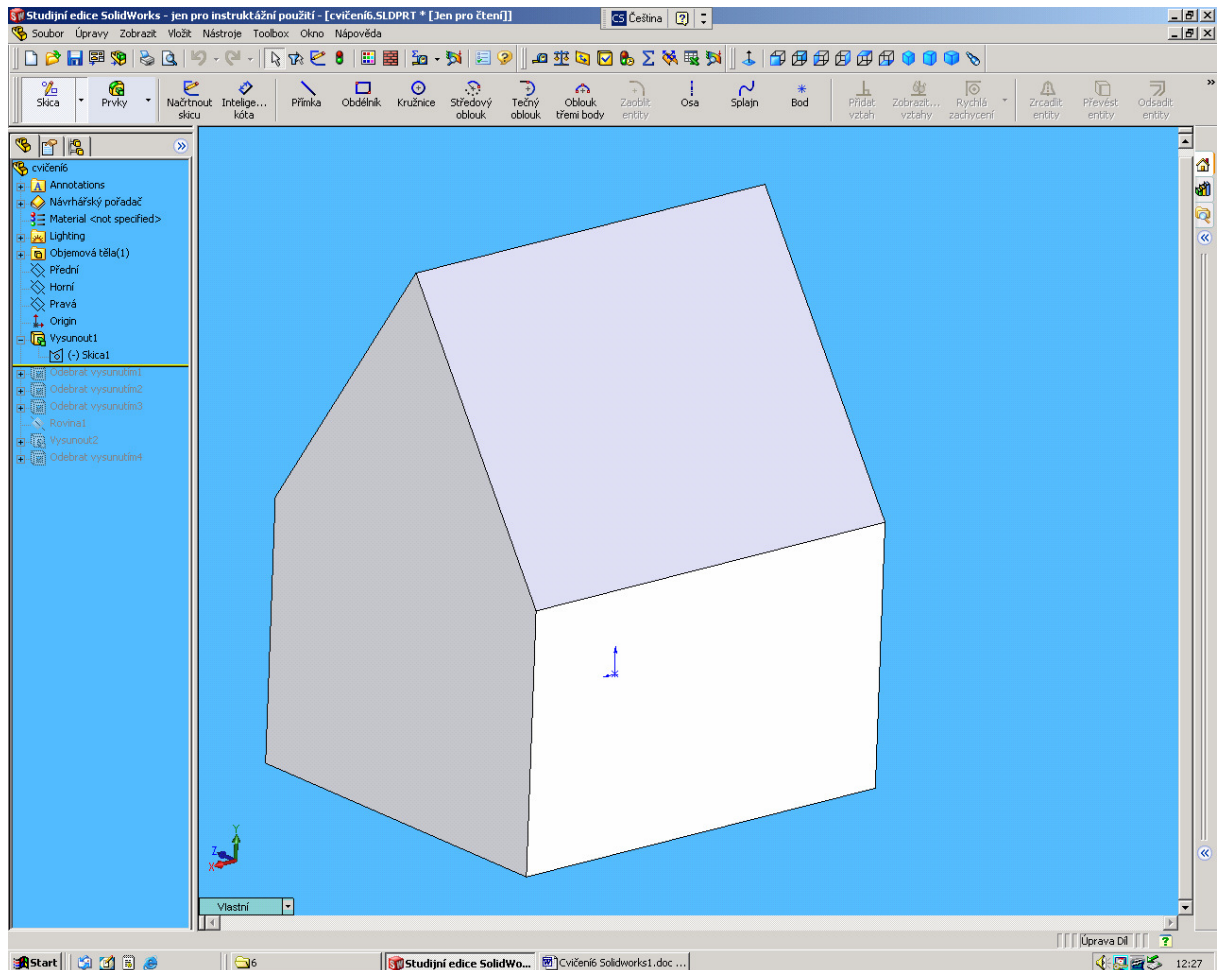 Studijní edice SolidWorks - jen pro instruktážní použití - [cvičení6.SLDPRT * [Jen pro čtení]]
CS Čeština
Soubor Úpravy Zobrazit Vložit Nástroje Toolbox Okno Nápověda
Skica
Prvky
Načrtnout skicu
Intelige... kóta
Přímka
Obdélník
Kružnice
Středový oblouk
Tečný oblouk
Oblouk třemi body
Zaoblit entity
Osa
Splajn
Bod
Přidat vztah
Zobrazit... vztahy
Rychlá zachycení
Zrcadlit entity
Převést entity
Odsadit entity
cvičení6
Annotations
Návrhářský pořadač
Material <not specified>
Lighting
Objemová těla(1)
Přední
Horní
Pravá
Origin
Vysunout1
(-) Skica1
Odebrat vysunutím1
Odebrat vysunutím2
Odebrat vysunutím3
Rovina1
Vysunout2
Odebrat vysunutím4
Y
Z
X
Vlastní
Úprava Díl
Start
6
Studijní edice SolidWo...
Cvičení6 Solidworks1.doc ...
12:27